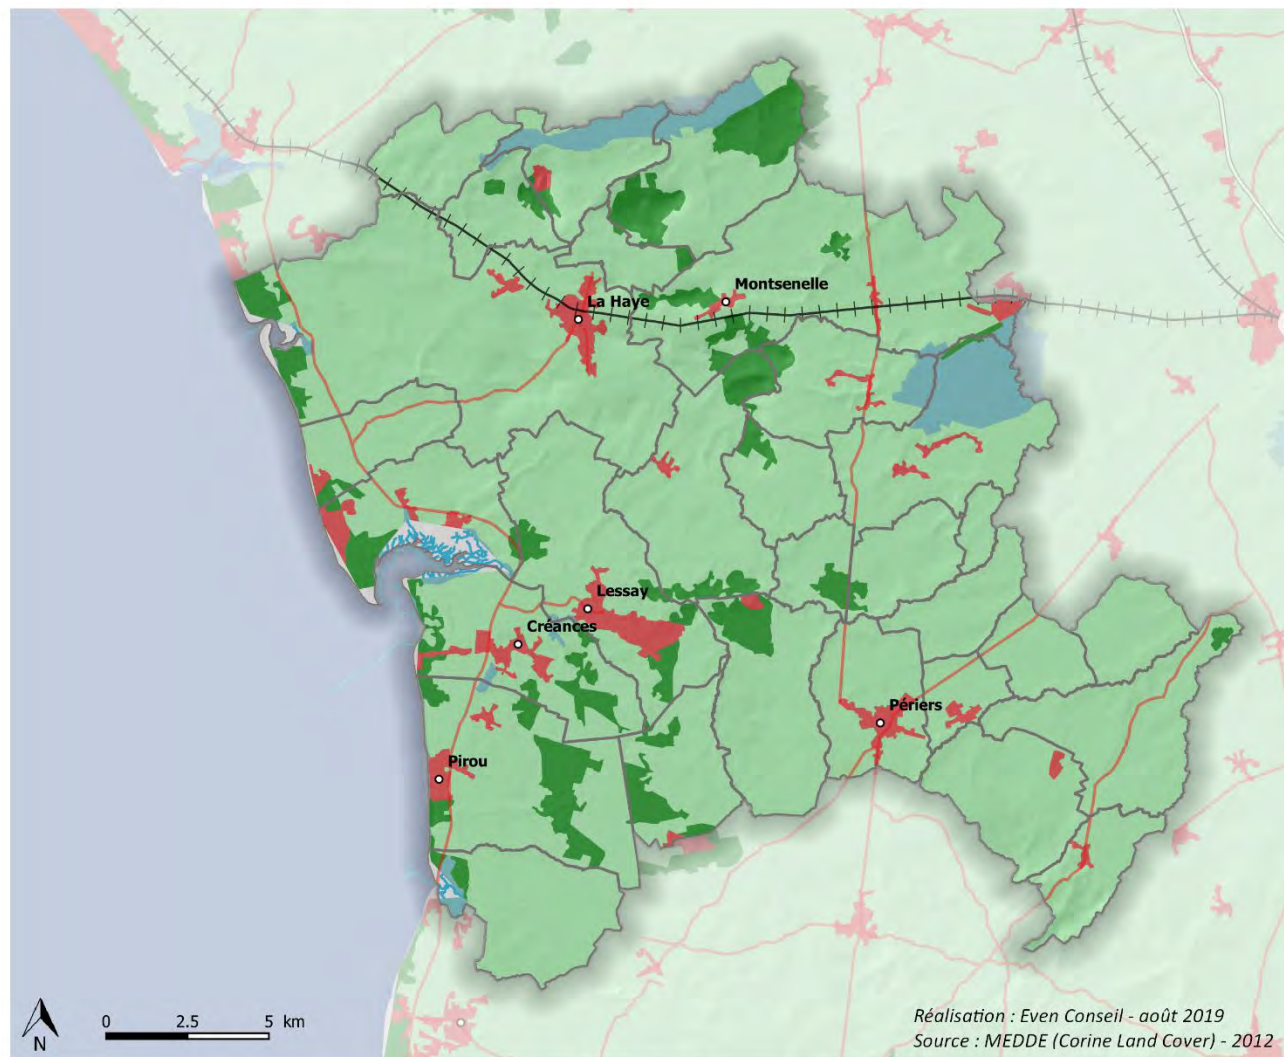 Montsenelle
La Haye
Lessay
Créances
Périers
Pirou
N
0 2.5 5 km
Réalisation : Even Conseil - août 2019
Source : MEDDE (Corine Land Cover) - 2012